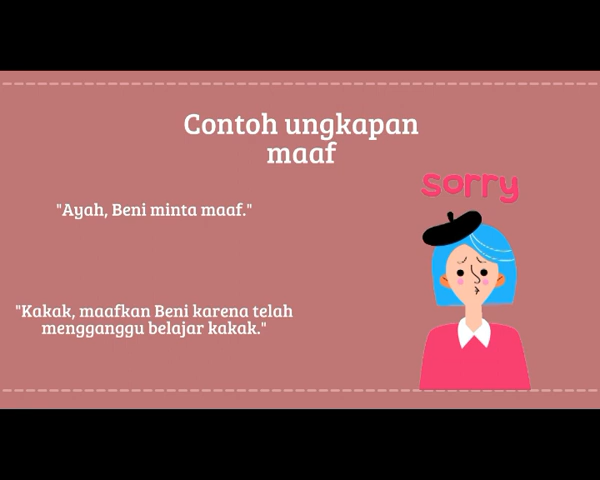 Contoh ungkapan
maaf
sorry
"Ayah, Beni minta maaf."
"Kakak, maafkan Beni karena telah
mengganggu belajar kakak."